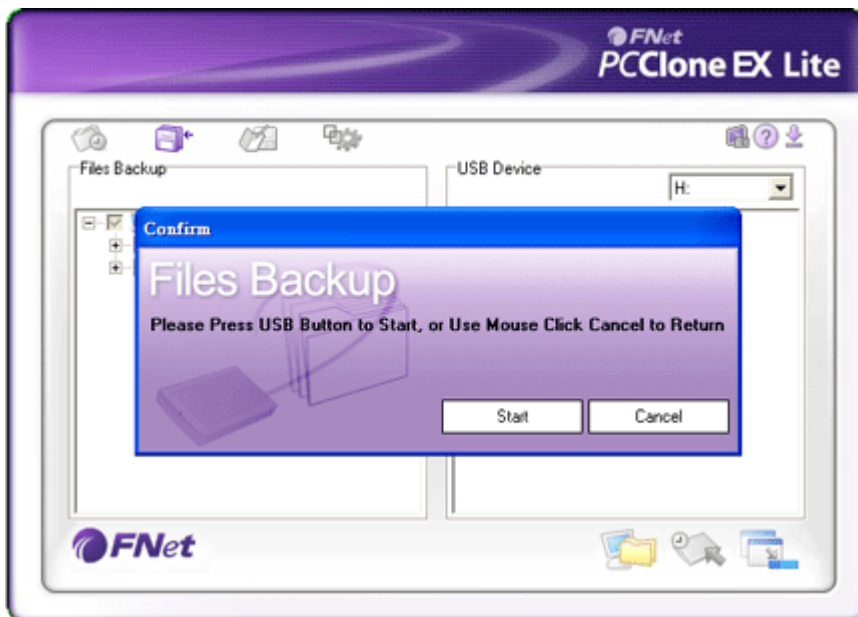 FNet
PCClone EX Lite
Files Backup
USB Device
H:
Confirm
Files Backup
Please Press USB Button to Start, or Use Mouse Click Cancel to Return
Start
Cancel
FNet